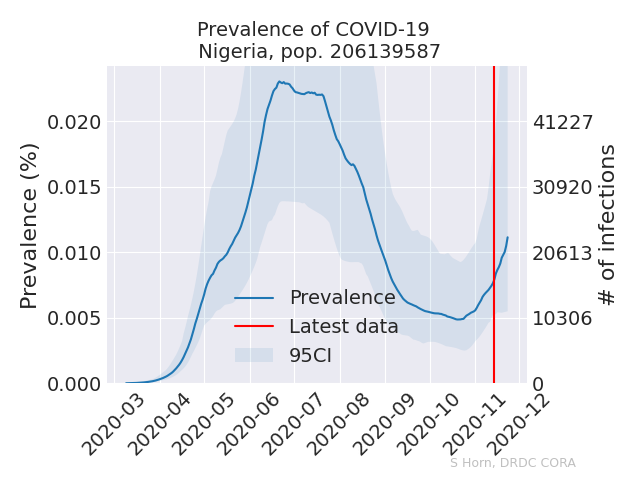 Prevalence of COVID-19
Nigeria, pop. 206139587
Prevalence (%)
0.020
0.015
0.010
0.005
0.000
41227
30920
20613
10306
0
# of infections
Prevalence
Latest data
95CI
2020-03
2020-04
2020-05
2020-06
2020-07
2020-08
2020-09
2020-10
2020-11
2020-12
S Horn, DRDC CORA